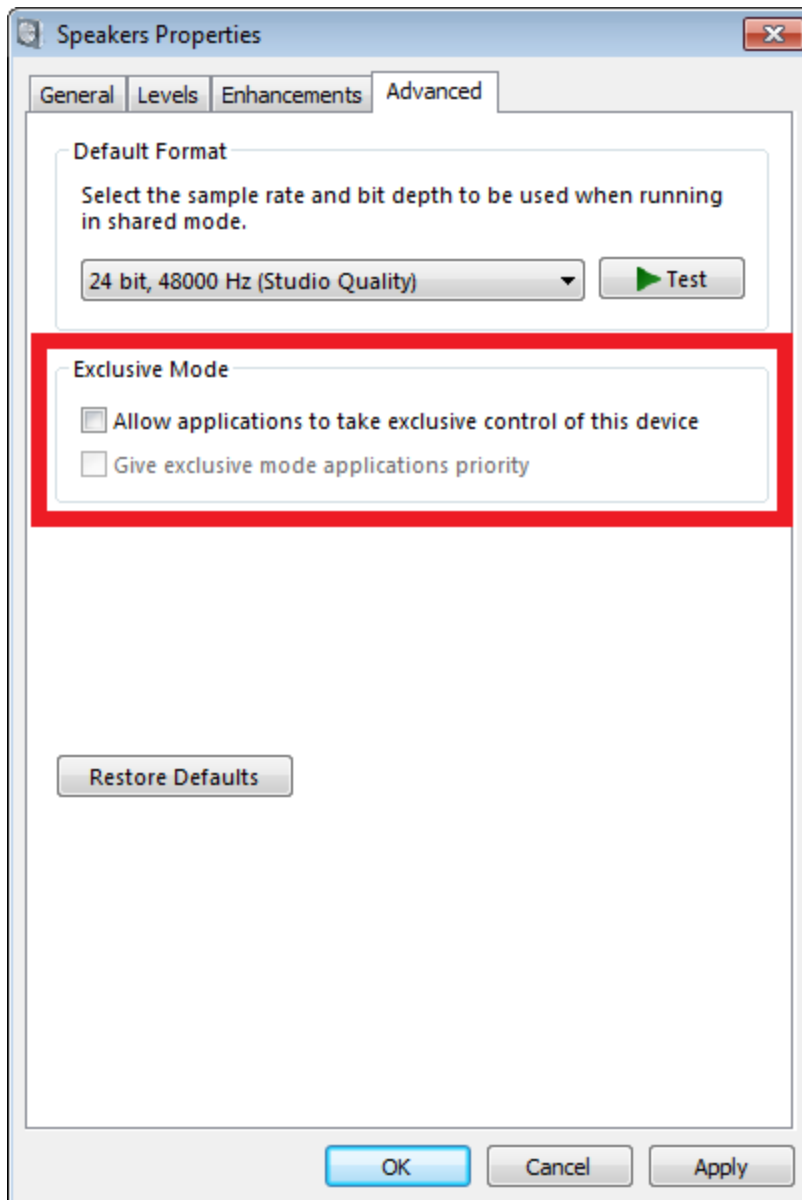 Speakers Properties
General Levels Enhancements Advanced
Default Format
Select the sample rate and bit depth to be used when running
in shared mode.
24 bit, 48000 Hz (Studio Quality) Test
Exclusive Mode
Allow applications to take exclusive control of this device
Give exclusive mode applications priority
Restore Defaults
OK Cancel Apply